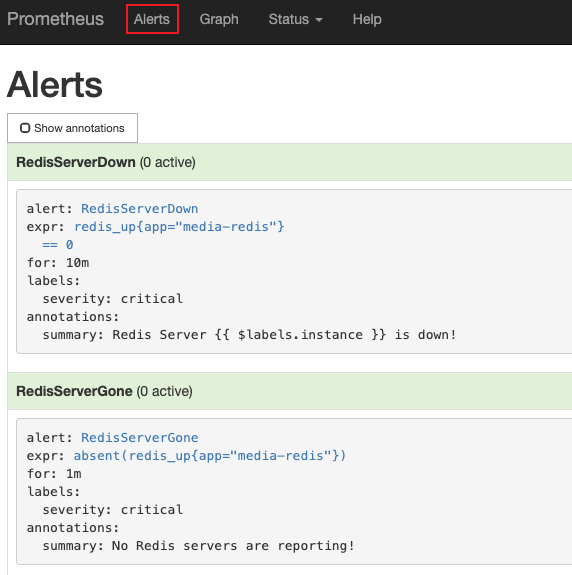 Prometheus Alerts Graph Status Help
Alerts
Show annotations
RedisServerDown (0 active)
alert: RedisServerDown
expr: redis_up{app="media-redis"}
  == 0
for: 10m
labels:
  severity: critical
annotations:
  summary: Redis Server {{ $labels.instance }} is down!
RedisServerGone (0 active)
alert: RedisServerGone
expr: absent(redis_up{app="media-redis"})
for: 1m
labels:
  severity: critical
annotations:
  summary: No Redis servers are reporting!